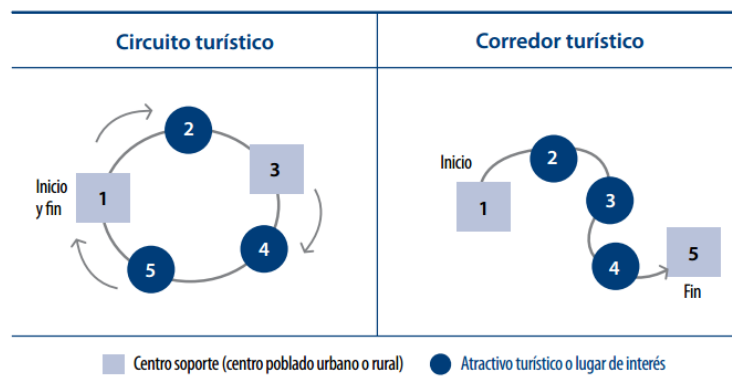 Circuito turístico
Corredor turístico
2
3
Inicio
y fin
1
4
5
Inicio
2
1
3
4
5
Fin
Centro soporte (centro poblado urbano o rural)
Atractivo turístico o lugar de interés